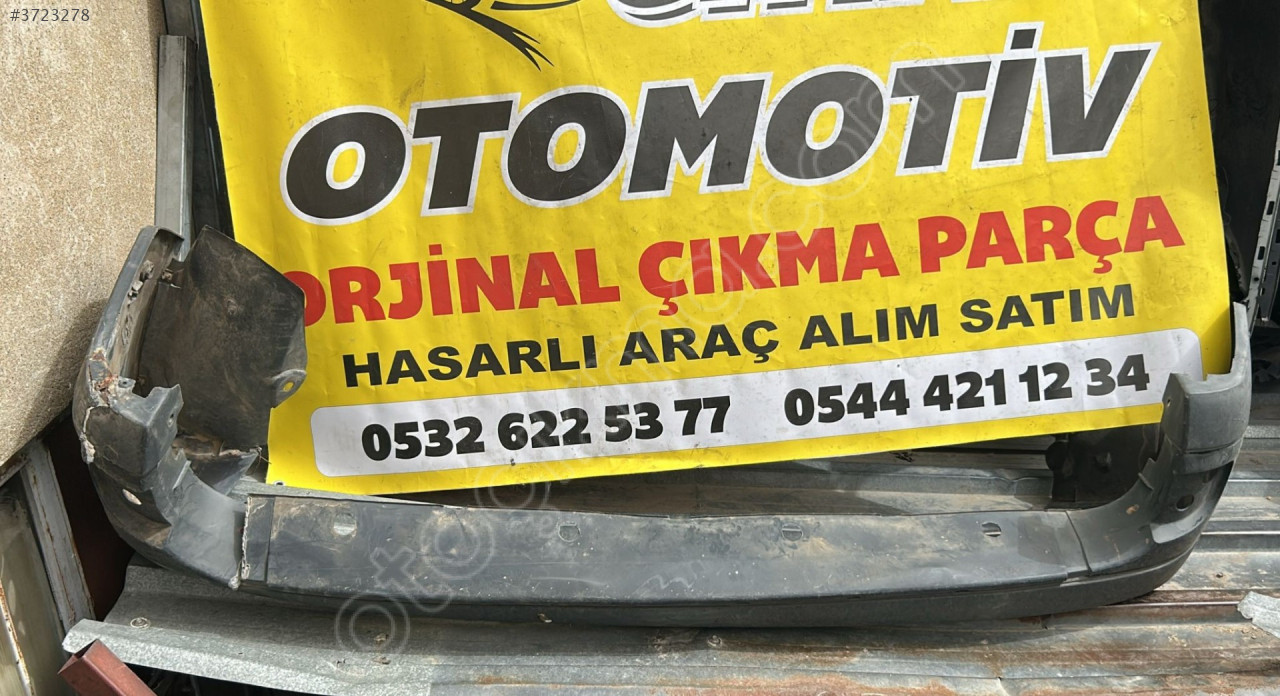 #3723278
OTOMOTİV
ORJİNAL ÇIKMA PARÇA
HASARLI ARAÇ ALIM SATIM
0532 622 53 77 0544 421 12 34